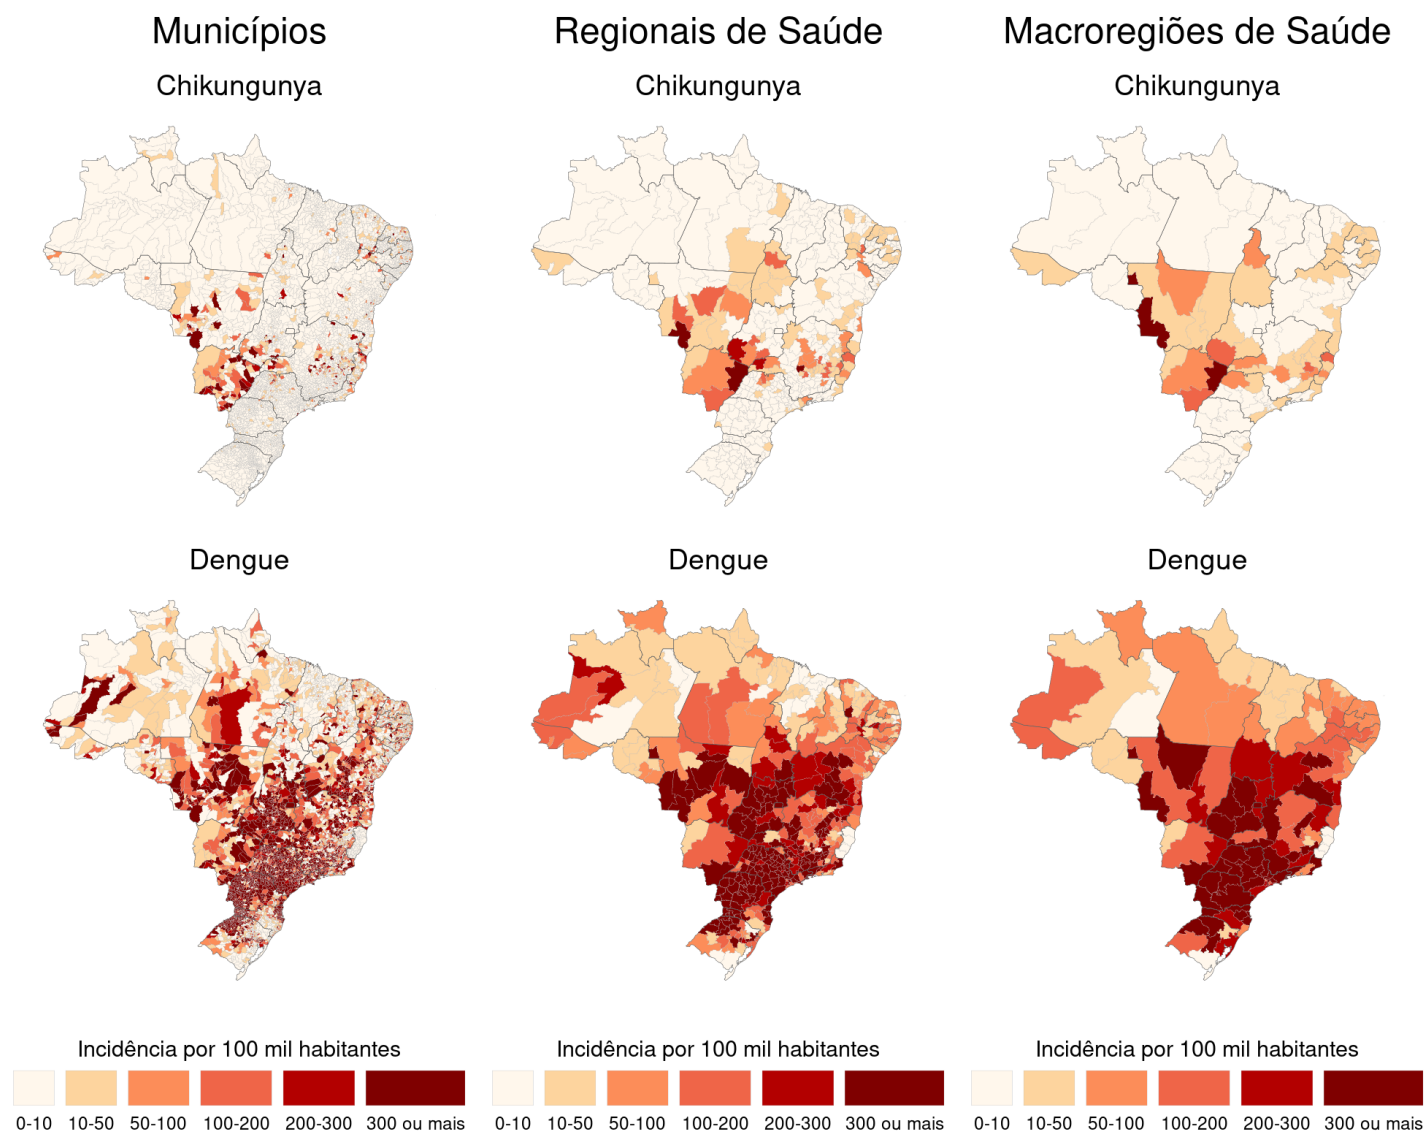 Municípios
Regionais de Saúde
Macroregiões de Saúde
Chikungunya
Chikungunya
Chikungunya
Dengue
Dengue
Dengue
Incidência por 100 mil habitantes
0-10 10-50 50-100 100-200 200-300 300 ou mais
Incidência por 100 mil habitantes
0-10 10-50 50-100 100-200 200-300 300 ou mais
Incidência por 100 mil habitantes
0-10 10-50 50-100 100-200 200-300 300 ou mais